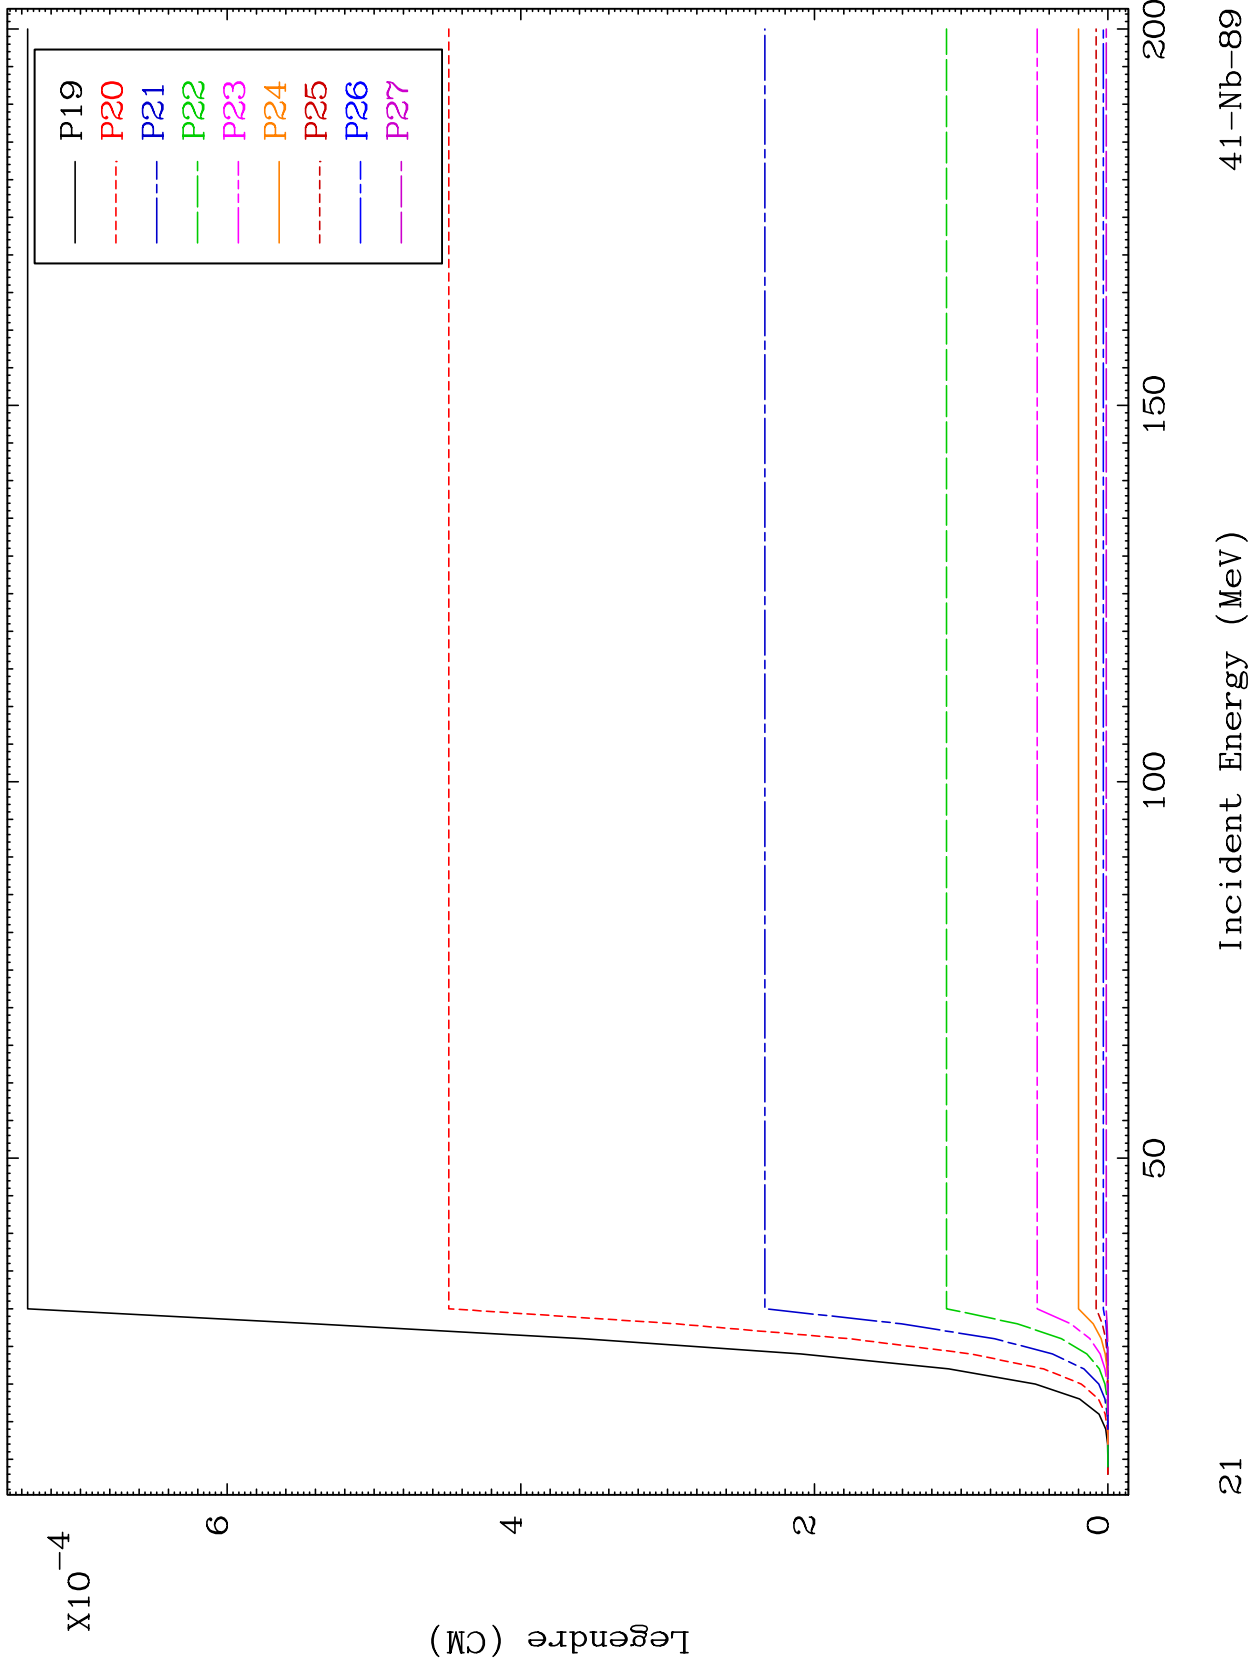 X10-4
Legendre (CM)
6
4
2
0
P19
P20
P21
P22
P23
P24
P25
P26
P27
50
100
150
200
Incident Energy (MeV)
21
41-Nb-89